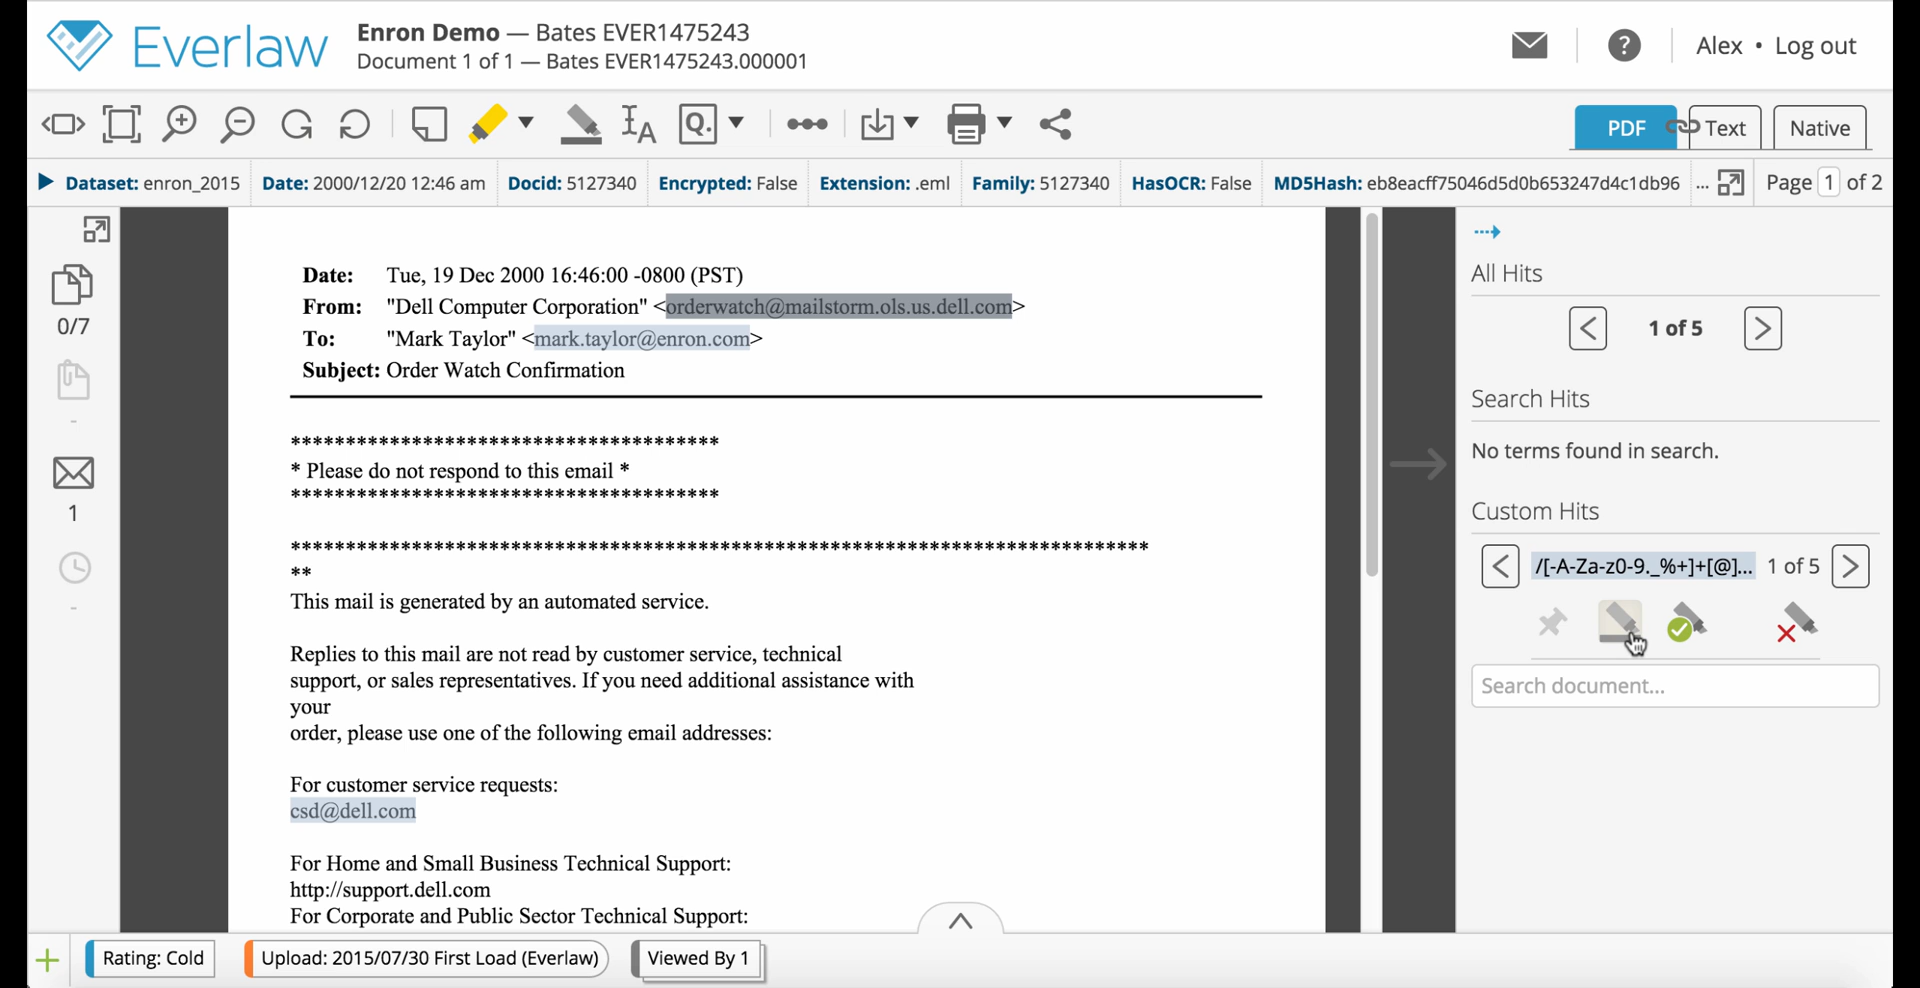 Everlaw
Enron Demo — Bates EVER1475243
Document 1 of 1 — Bates EVER1475243.000001
? Alex • Log out
A Q. PDF Text Native
Dataset: enron_2015 Date: 2000/12/20 12:46 am Docid: 5127340 Encrypted: False Extension: .eml Family: 5127340 HasOCR: False MD5Hash: eb8eacff75046d5d0b653247d4c1db96 ... Page 1 of 2
0/7
-
1
-
Date: Tue, 19 Dec 2000 16:46:00 -0800 (PST)
From: "Dell Computer Corporation" <orderwatch@mailstorm.ols.us.dell.com>
To: "Mark Taylor" <mark.taylor@enron.com>
Subject: Order Watch Confirmation
***************************************
* Please do not respond to this email *
***************************************
******************************************************************************
**
This mail is generated by an automated service.
Replies to this mail are not read by customer service, technical
support, or sales representatives. If you need additional assistance with
your
order, please use one of the following email addresses:
For customer service requests:
csd@dell.com
For Home and Small Business Technical Support:
http://support.dell.com
For Corporate and Public Sector Technical Support:
All Hits
< 1 of 5 >
Search Hits
No terms found in search.
Custom Hits
< /[-A-Za-z0-9._%+]+[@]... 1 of 5 >
Search document...
+ Rating: Cold Upload: 2015/07/30 First Load (Everlaw) Viewed By 1